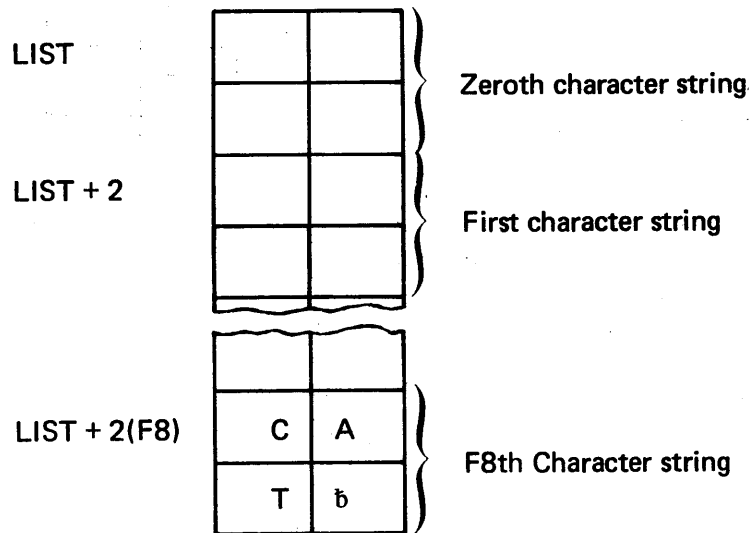 LIST
Zeroth character string
LIST + 2
First character string
LIST + 2(F8)
C A
F8th Character string
T ƀ